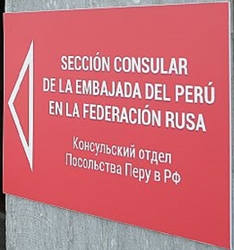 SECCIÓN CONSULAR
DE LA EMBAJADA DEL PERÚ
EN LA FEDERACIÓN RUSA
Консульский отдел
Посольства Перу в РФ